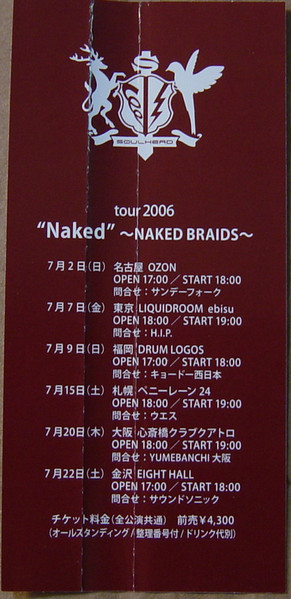 SOULHEAD
tour 2006
“Naked” ～NAKED BRAIDS～
7月2日(日) 名古屋 OZON
OPEN 17:00／START 18:00
問合せ：サンデーフォーク
7月7日(金) 東京 LIQUIDROOM ebisu
OPEN 18:00／START 19:00
問合せ：H.I.P.
7月9日(日) 福岡 DRUM LOGOS
OPEN 17:00／START 18:00
問合せ：キョードー西日本
7月15日(土) 札幌 ペニーレーン24
OPEN 18:00／START 19:00
問合せ：ウエス
7月20日(木) 大阪 心斎橋クラブクアトロ
OPEN 18:00／START 19:00
問合せ：YUMEBANCHI 大阪
7月22日(土) 金沢 EIGHT HALL
OPEN 17:00／START 18:00
問合せ：サウンドソニック
チケット料金(全公演共通) 前売¥4,300
(オールスタンディング/整理番号付/ドリンク代別)